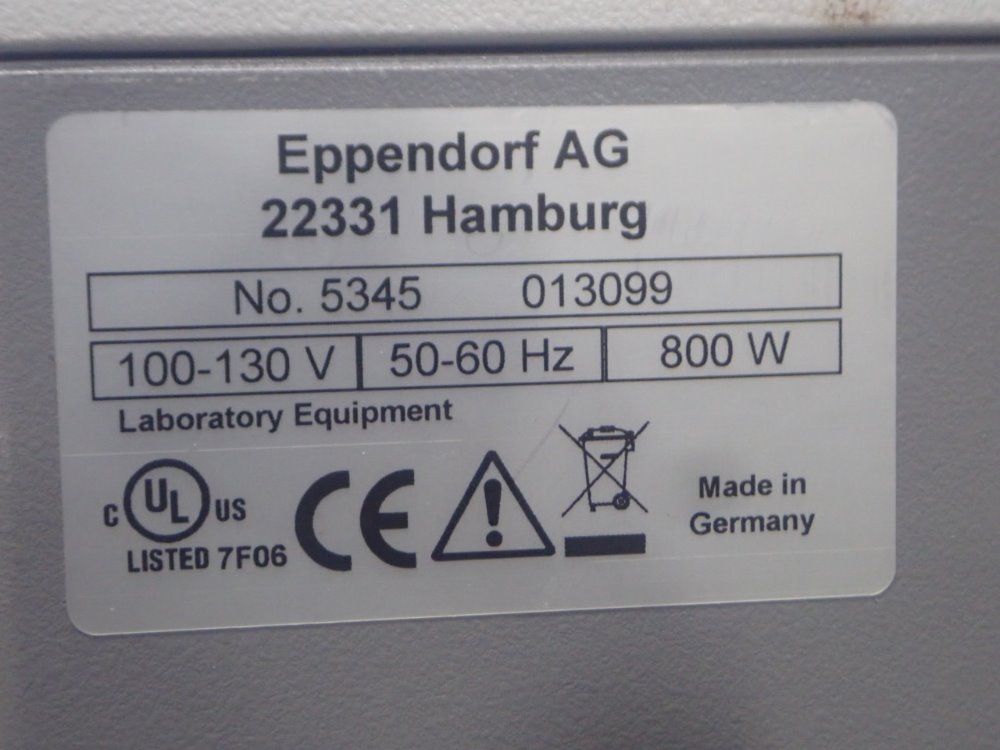 Eppendorf AG
22331 Hamburg
No. 5345 013099
100-130 V 50-60 Hz 800 W
Laboratory Equipment
C UL US
LISTED 7F06
CE
Made in
Germany